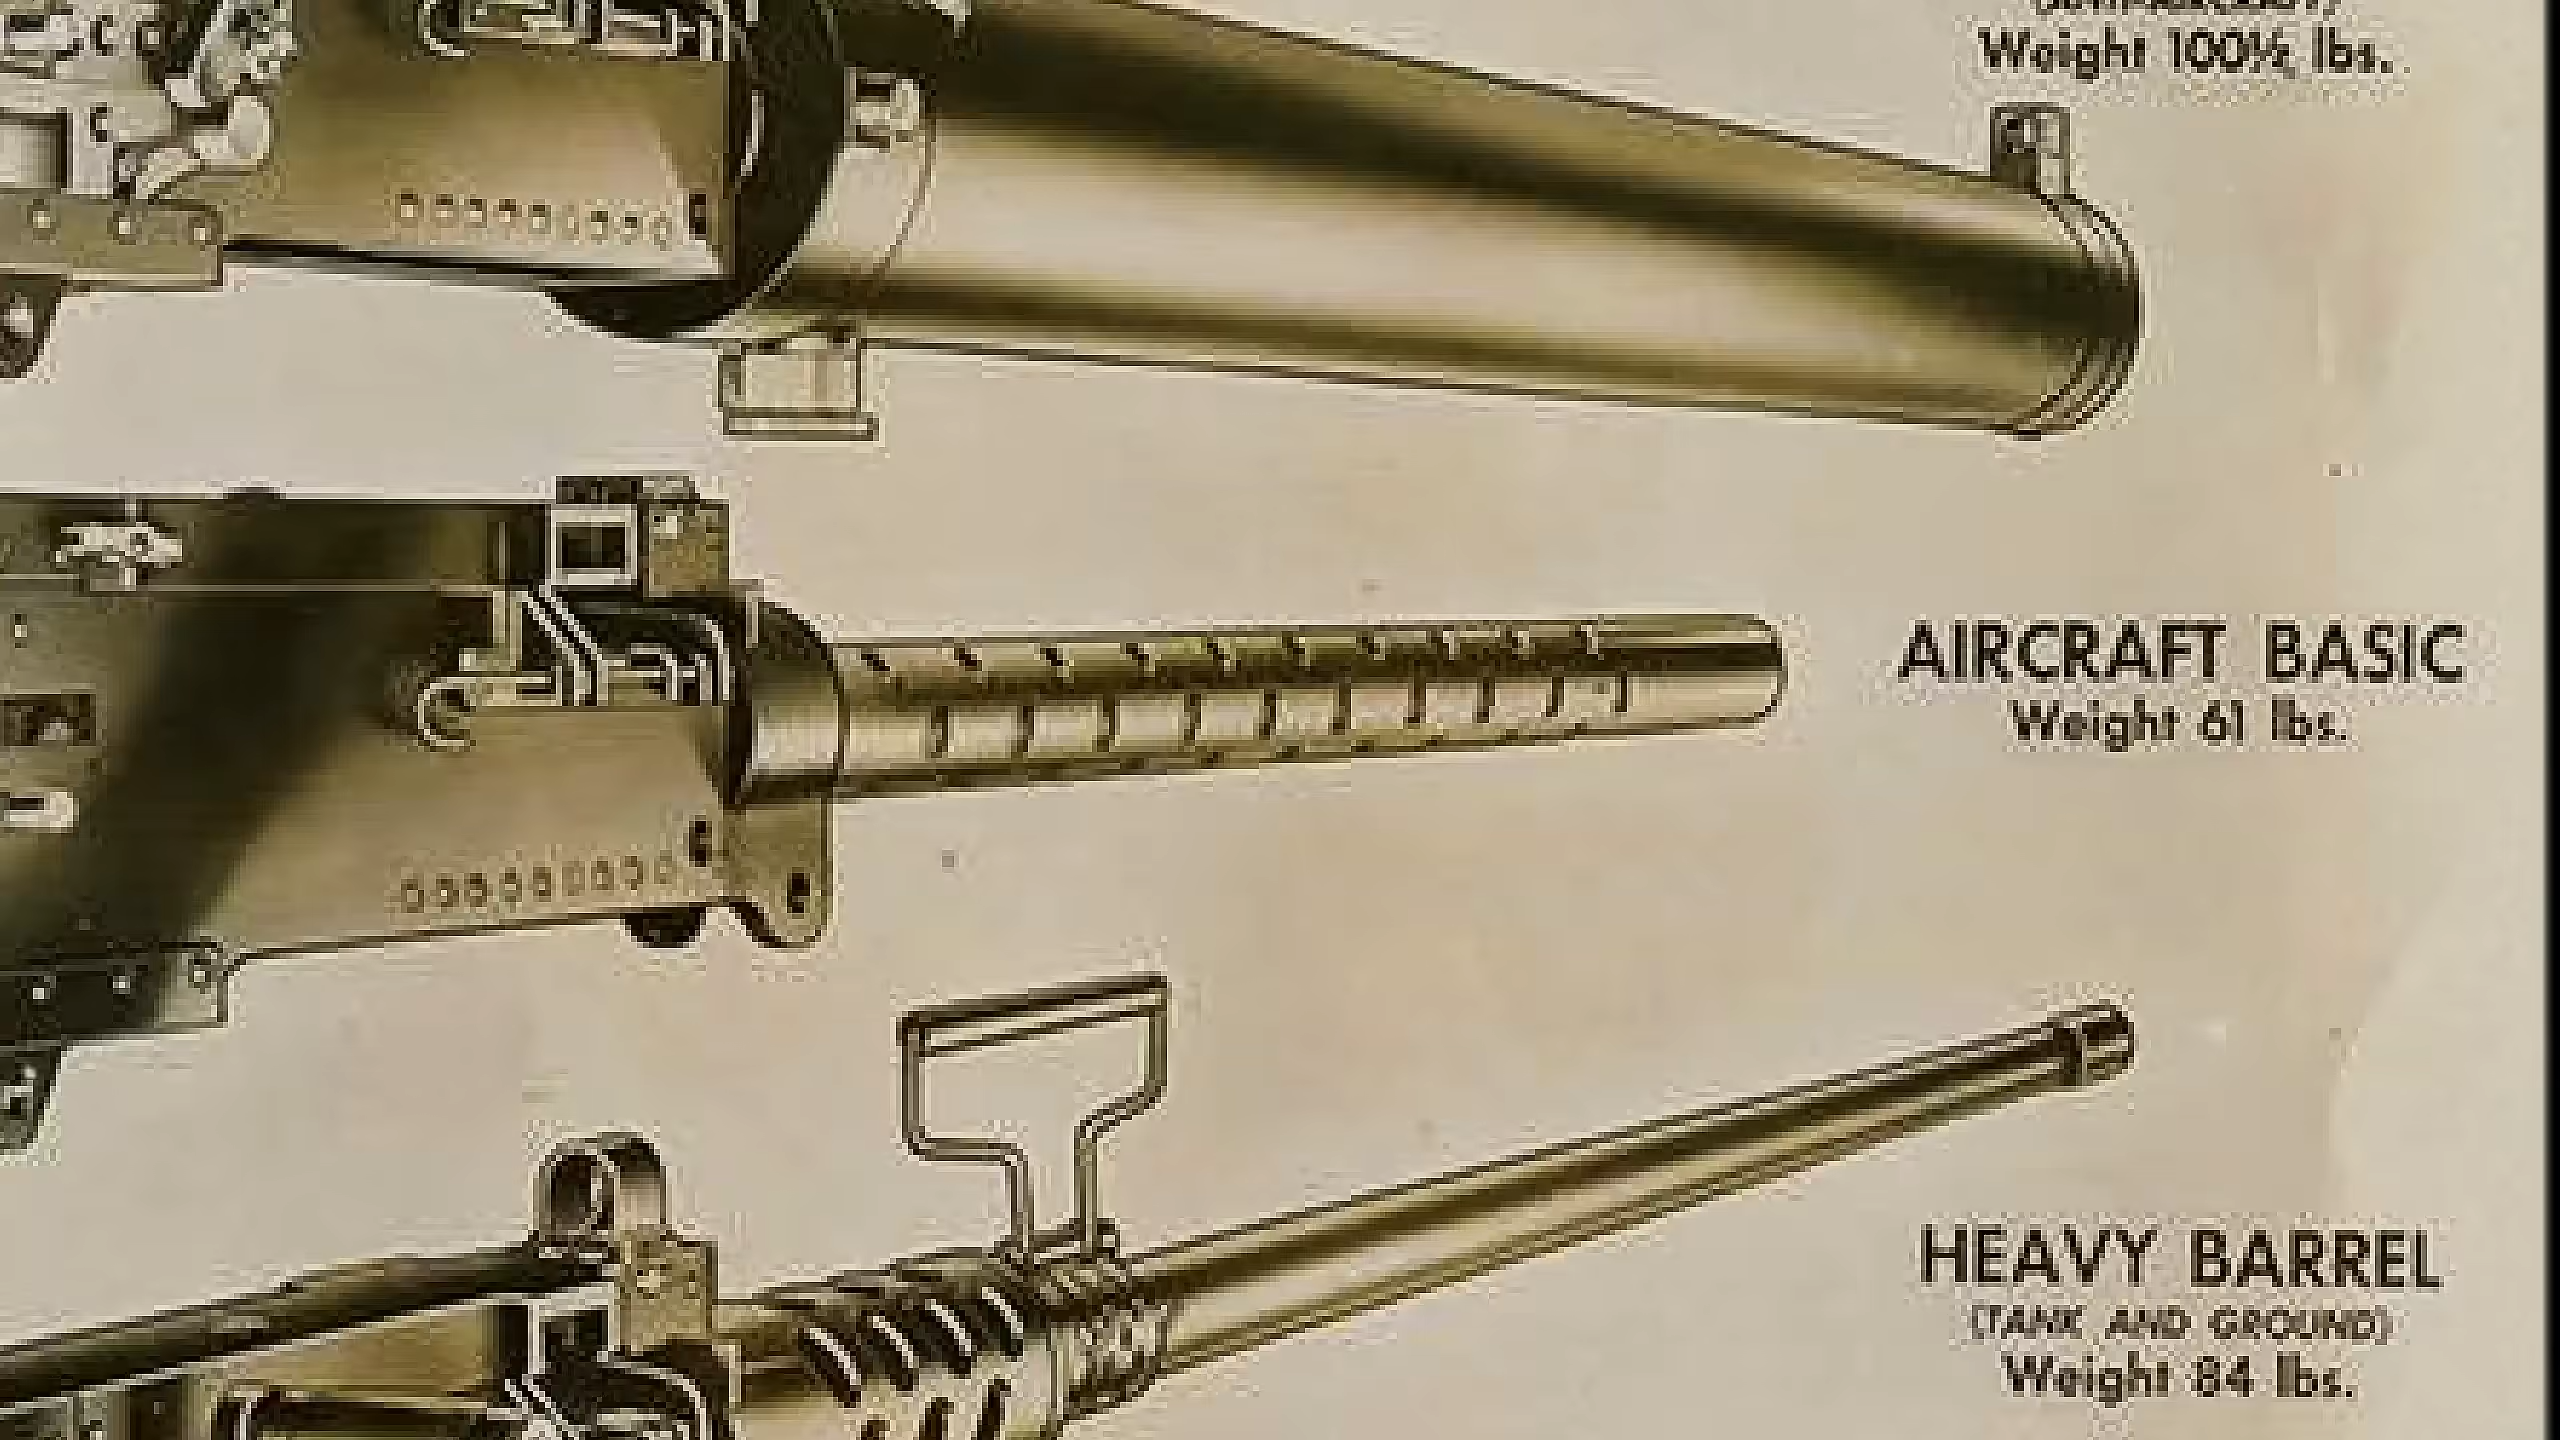 Weight 100½ lbs.
AIRCRAFT BASIC
Weight 61 lbs.
HEAVY BARREL
(TANK AND GROUND)
Weight 84 lbs.